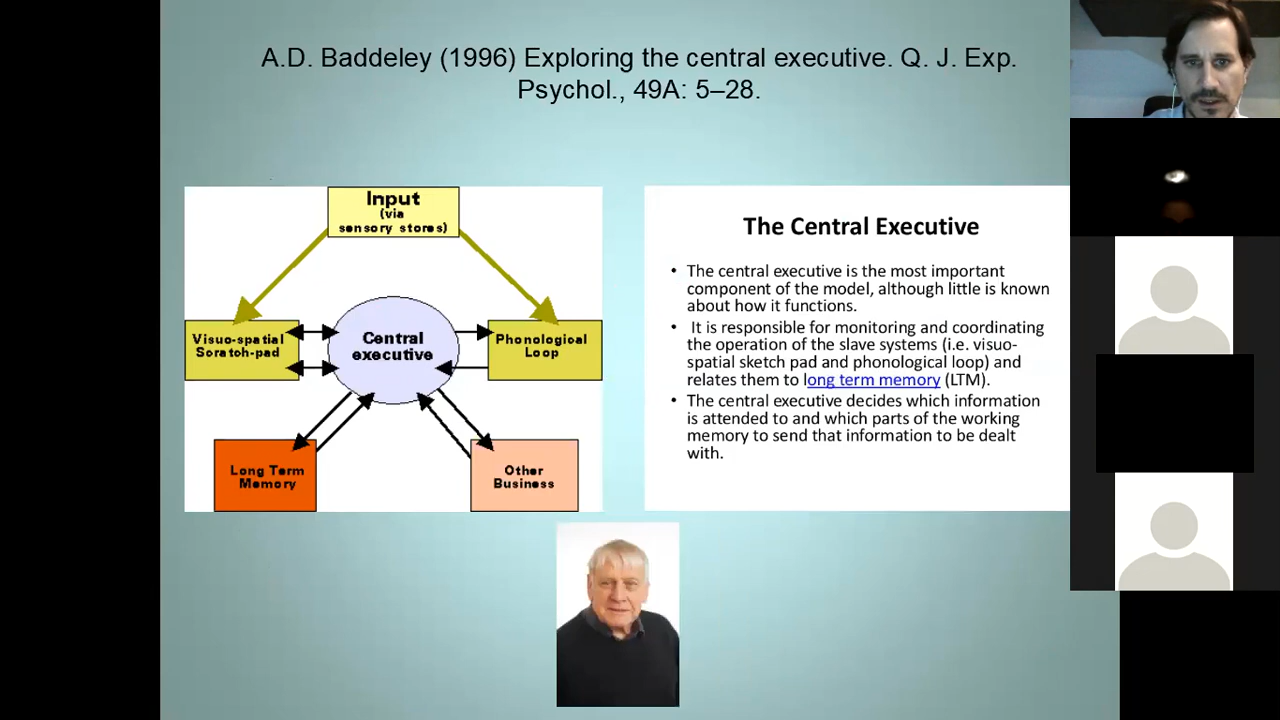 A.D. Baddeley (1996) Exploring the central executive. Q. J. Exp.
Psychol., 49A: 5–28.
Input
(via
sensory stores)
Visuo-spatial
Scratch-pad
Central
executive
Phonological
Loop
Long Term
Memory
Other
Business
The Central Executive
• The central executive is the most important
component of the model, although little is known
about how it functions.
• It is responsible for monitoring and coordinating
the operation of the slave systems (i.e. visuo-
spatial sketch pad and phonological loop) and
relates them to long term memory (LTM).
• The central executive decides which information
is attended to and which parts of the working
memory to send that information to be dealt
with.